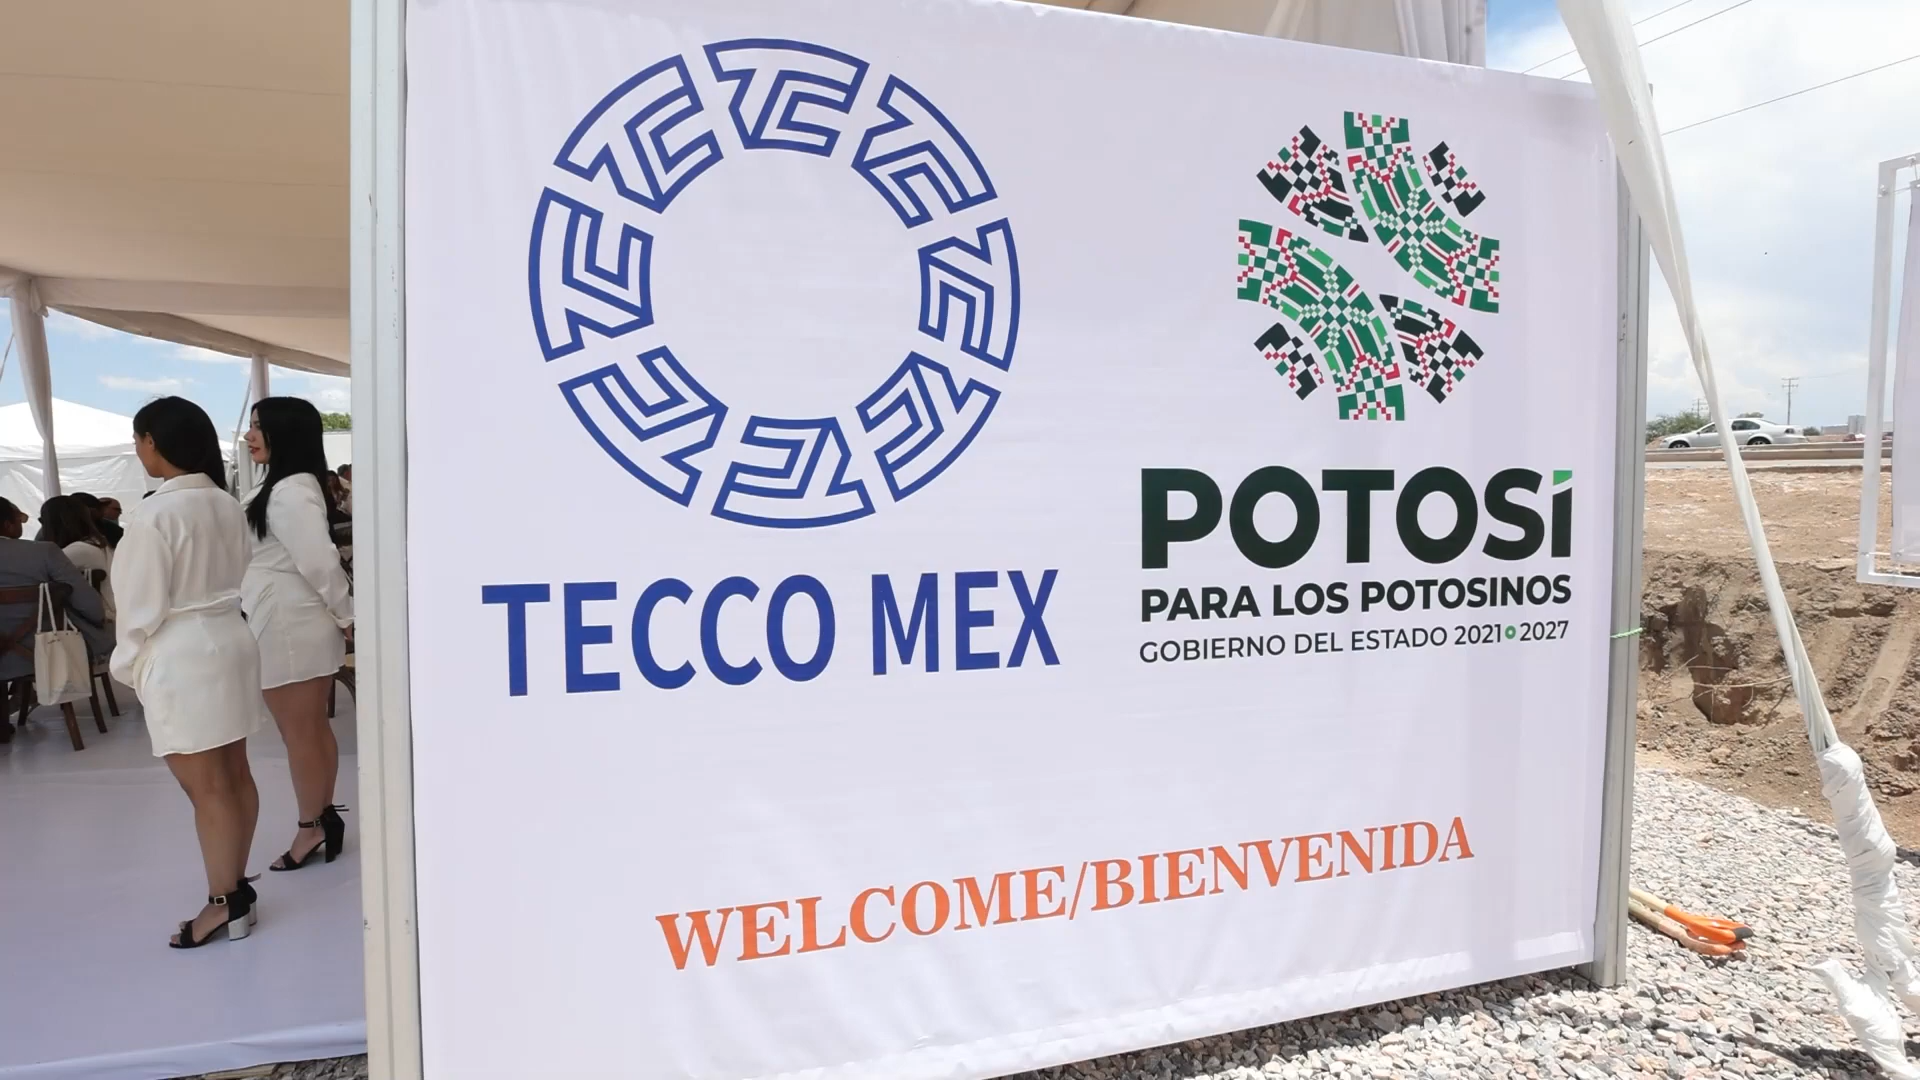 TECCO MEX
POTOSÍ
PARA LOS POTOSINOS
GOBIERNO DEL ESTADO 2021 2027
WELCOME/BIENVENIDA